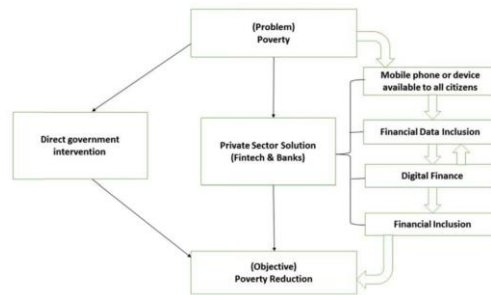 (Problem)
Poverty
Mobile phone or device
available to all citizens
Direct government
intervention
Private Sector Solution
(Fintech & Banks)
Financial Data Inclusion
Digital Finance
Financial Inclusion
(Objective)
Poverty Reduction